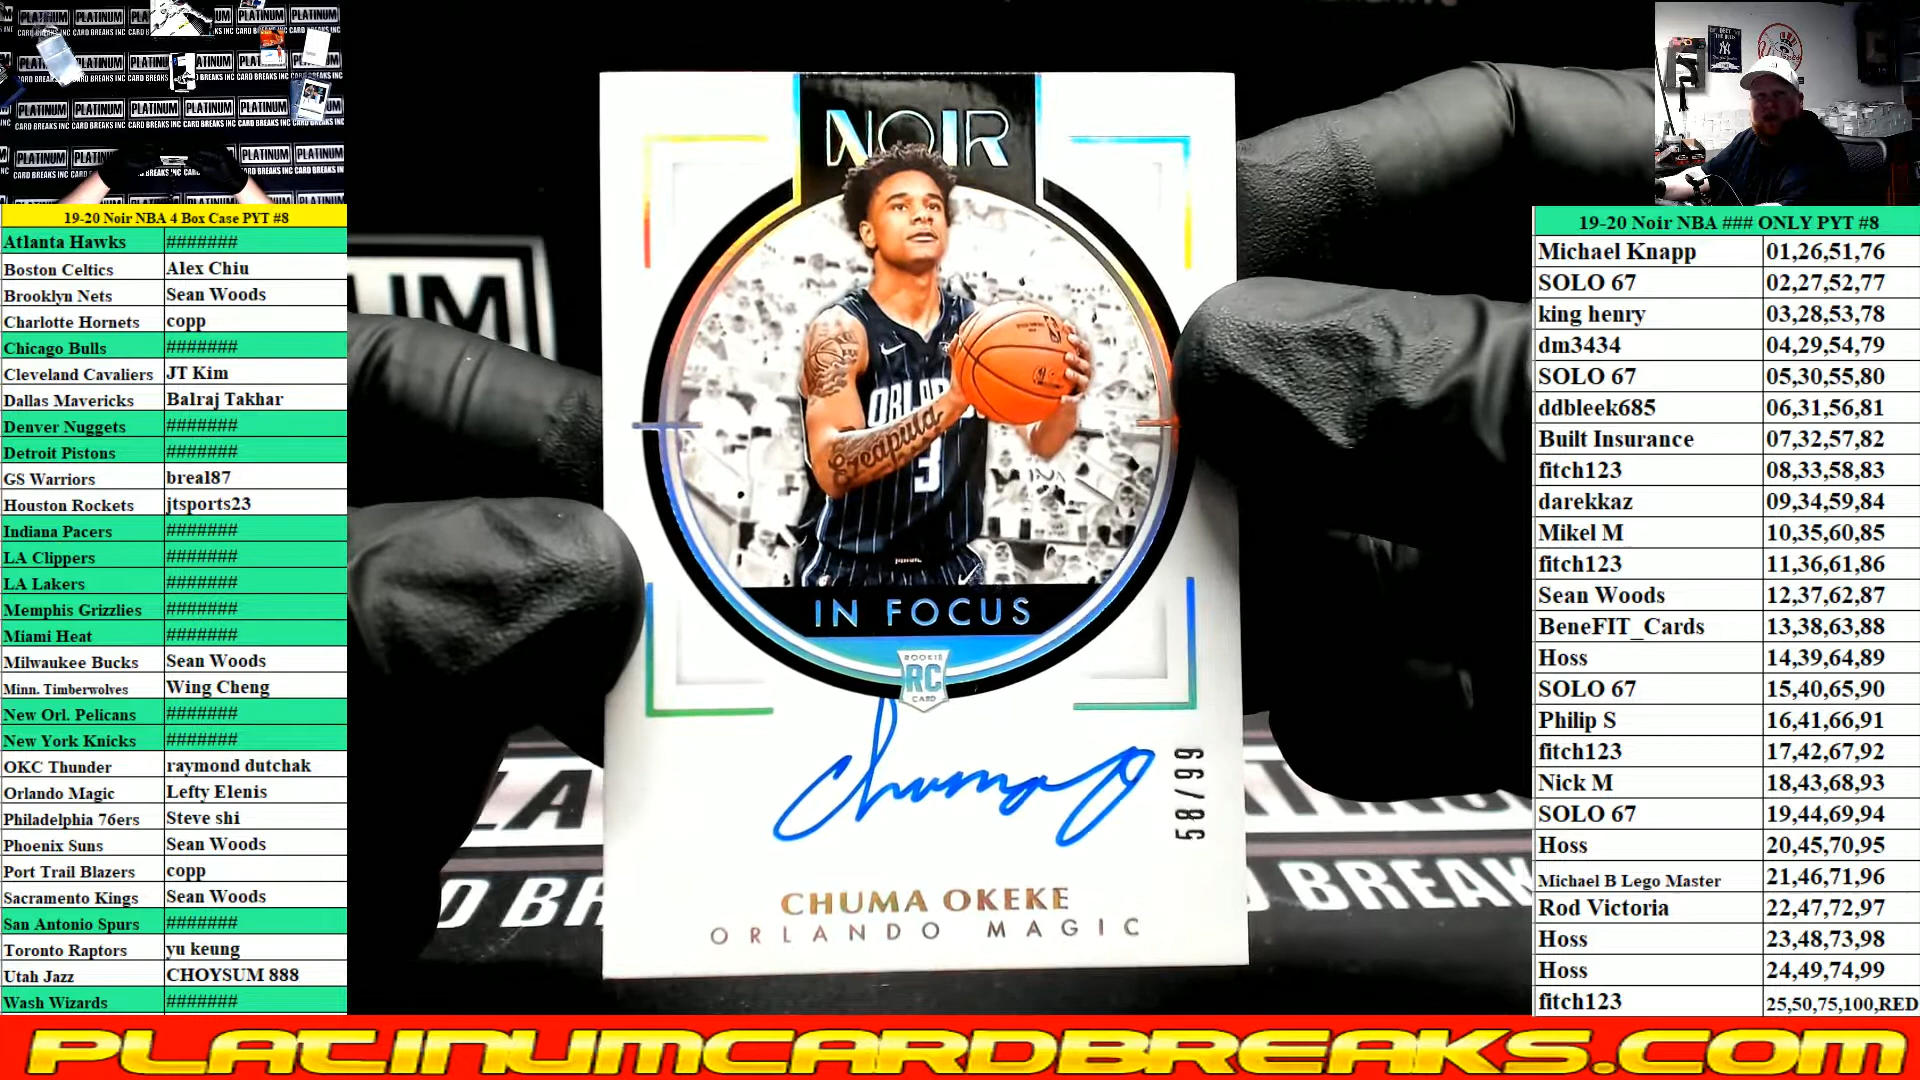 19-20 Noir NBA 4 Box Case PYT #8
Atlanta Hawks #######
Boston Celtics Alex Chiu
Brooklyn Nets Sean Woods
Charlotte Hornets copp
Chicago Bulls #######
Cleveland Cavaliers JT Kim
Dallas Mavericks Balraj Takhar
Denver Nuggets #######
Detroit Pistons #######
GS Warriors breal87
Houston Rockets jtsports23
Indiana Pacers #######
LA Clippers #######
LA Lakers #######
Memphis Grizzlies #######
Miami Heat #######
Milwaukee Bucks Sean Woods
Minn. Timberwolves Wing Cheng
New Orl. Pelicans #######
New York Knicks #######
OKC Thunder raymond dutchak
Orlando Magic Lefty Elenis
Philadelphia 76ers Steve shi
Phoenix Suns Sean Woods
Port Trail Blazers copp
Sacramento Kings Sean Woods
San Antonio Spurs #######
Toronto Raptors yu keung
Utah Jazz CHOYSUM 888
Wash Wizards #######
NOIR
ORLANDO
3
IN FOCUS
ROOKIE
RC
CARD
Chuma O
58/99
CHUMA OKEKE
ORLANDO MAGIC
19-20 Noir NBA ### ONLY PYT #8
Michael Knapp 01,26,51,76
SOLO 67 02,27,52,77
king henry 03,28,53,78
dm3434 04,29,54,79
SOLO 67 05,30,55,80
ddbleek685 06,31,56,81
Built Insurance 07,32,57,82
fitch123 08,33,58,83
darekkaz 09,34,59,84
Mikel M 10,35,60,85
fitch123 11,36,61,86
Sean Woods 12,37,62,87
BeneFIT_Cards 13,38,63,88
Hoss 14,39,64,89
SOLO 67 15,40,65,90
Philip S 16,41,66,91
fitch123 17,42,67,92
Nick M 18,43,68,93
SOLO 67 19,44,69,94
Hoss 20,45,70,95
Michael B Lego Master 21,46,71,96
Rod Victoria 22,47,72,97
Hoss 23,48,73,98
Hoss 24,49,74,99
fitch123 25,50,75,100,RED
PLATINUMCARDBREAKS.COM